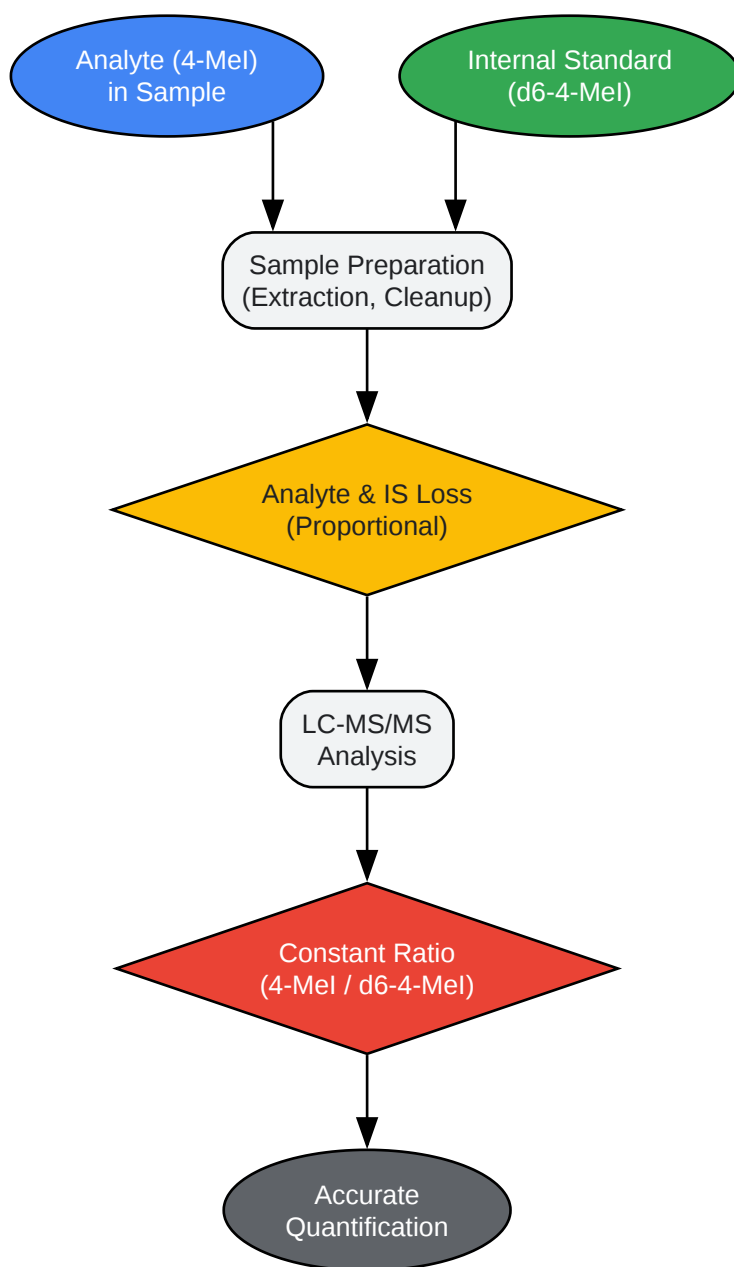 Analyte (4-MeI)
in Sample
Internal Standard
(d6-4-MeI)
Sample Preparation
(Extraction, Cleanup)
Analyte & IS Loss
(Proportional)
LC-MS/MS
Analysis
Constant Ratio
(4-MeI / d6-4-MeI)
Accurate
Quantification